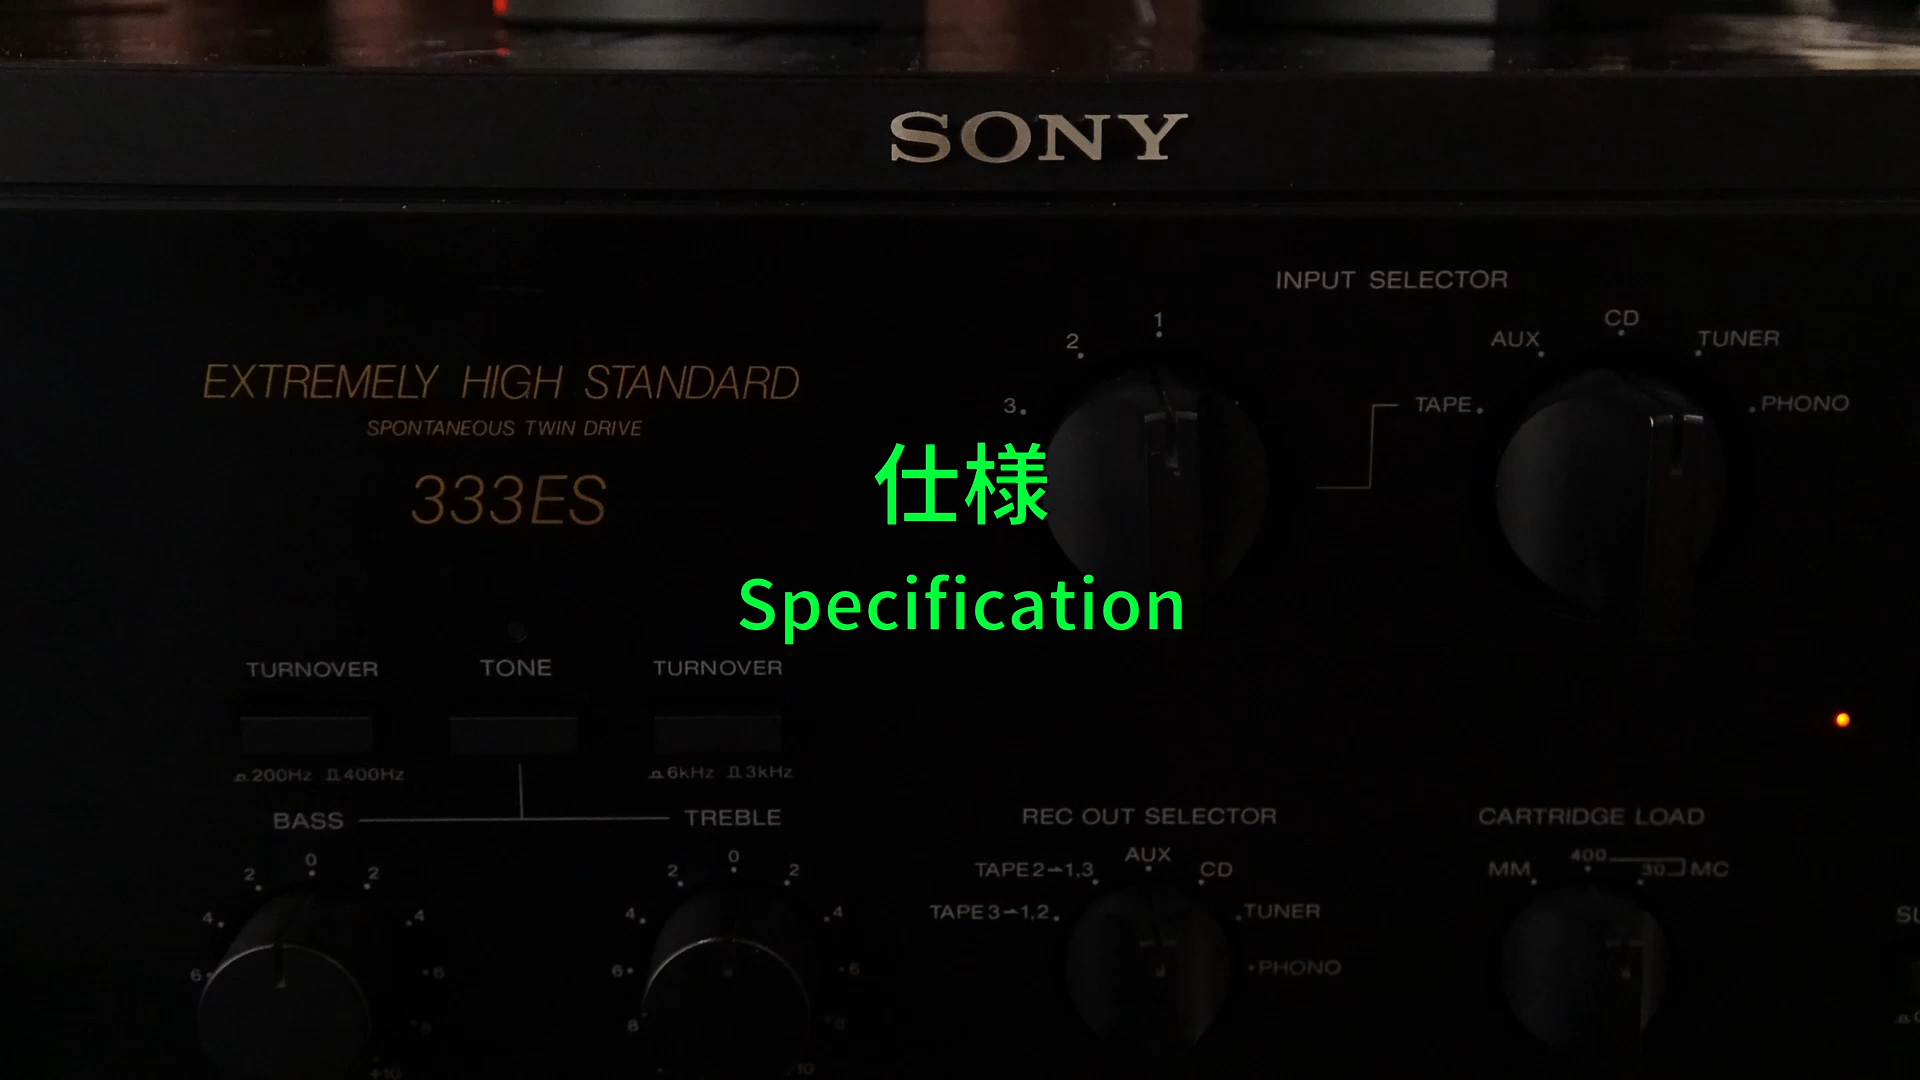 SONY
INPUT SELECTOR
1
2
3
CD
AUX
TUNER
TAPE
PHONO
EXTREMELY HIGH STANDARD
SPONTANEOUS TWIN DRIVE
333ES
仕様
Specification
TURNOVER
TONE
TURNOVER
200Hz 400Hz
6kHz 3kHz
BASS
TREBLE
0
2 2
4 4
6 6
8
+10
0
2 2
4 4
6 6
8 8
10
REC OUT SELECTOR
AUX
TAPE2→1,3
CD
TAPE3→1,2
TUNER
PHONO
CARTRIDGE LOAD
400
MM
30 MC